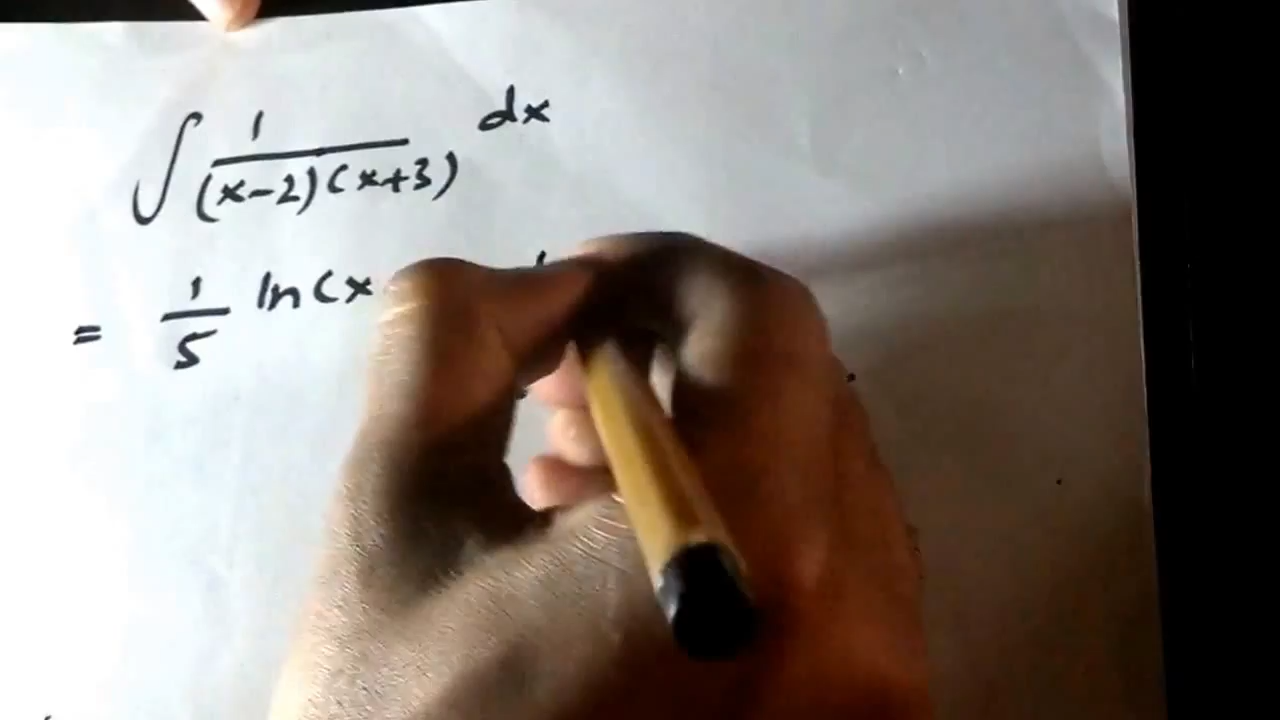 ∫ 1/((x-2)(x+3)) dx
= 1/5 ln(x